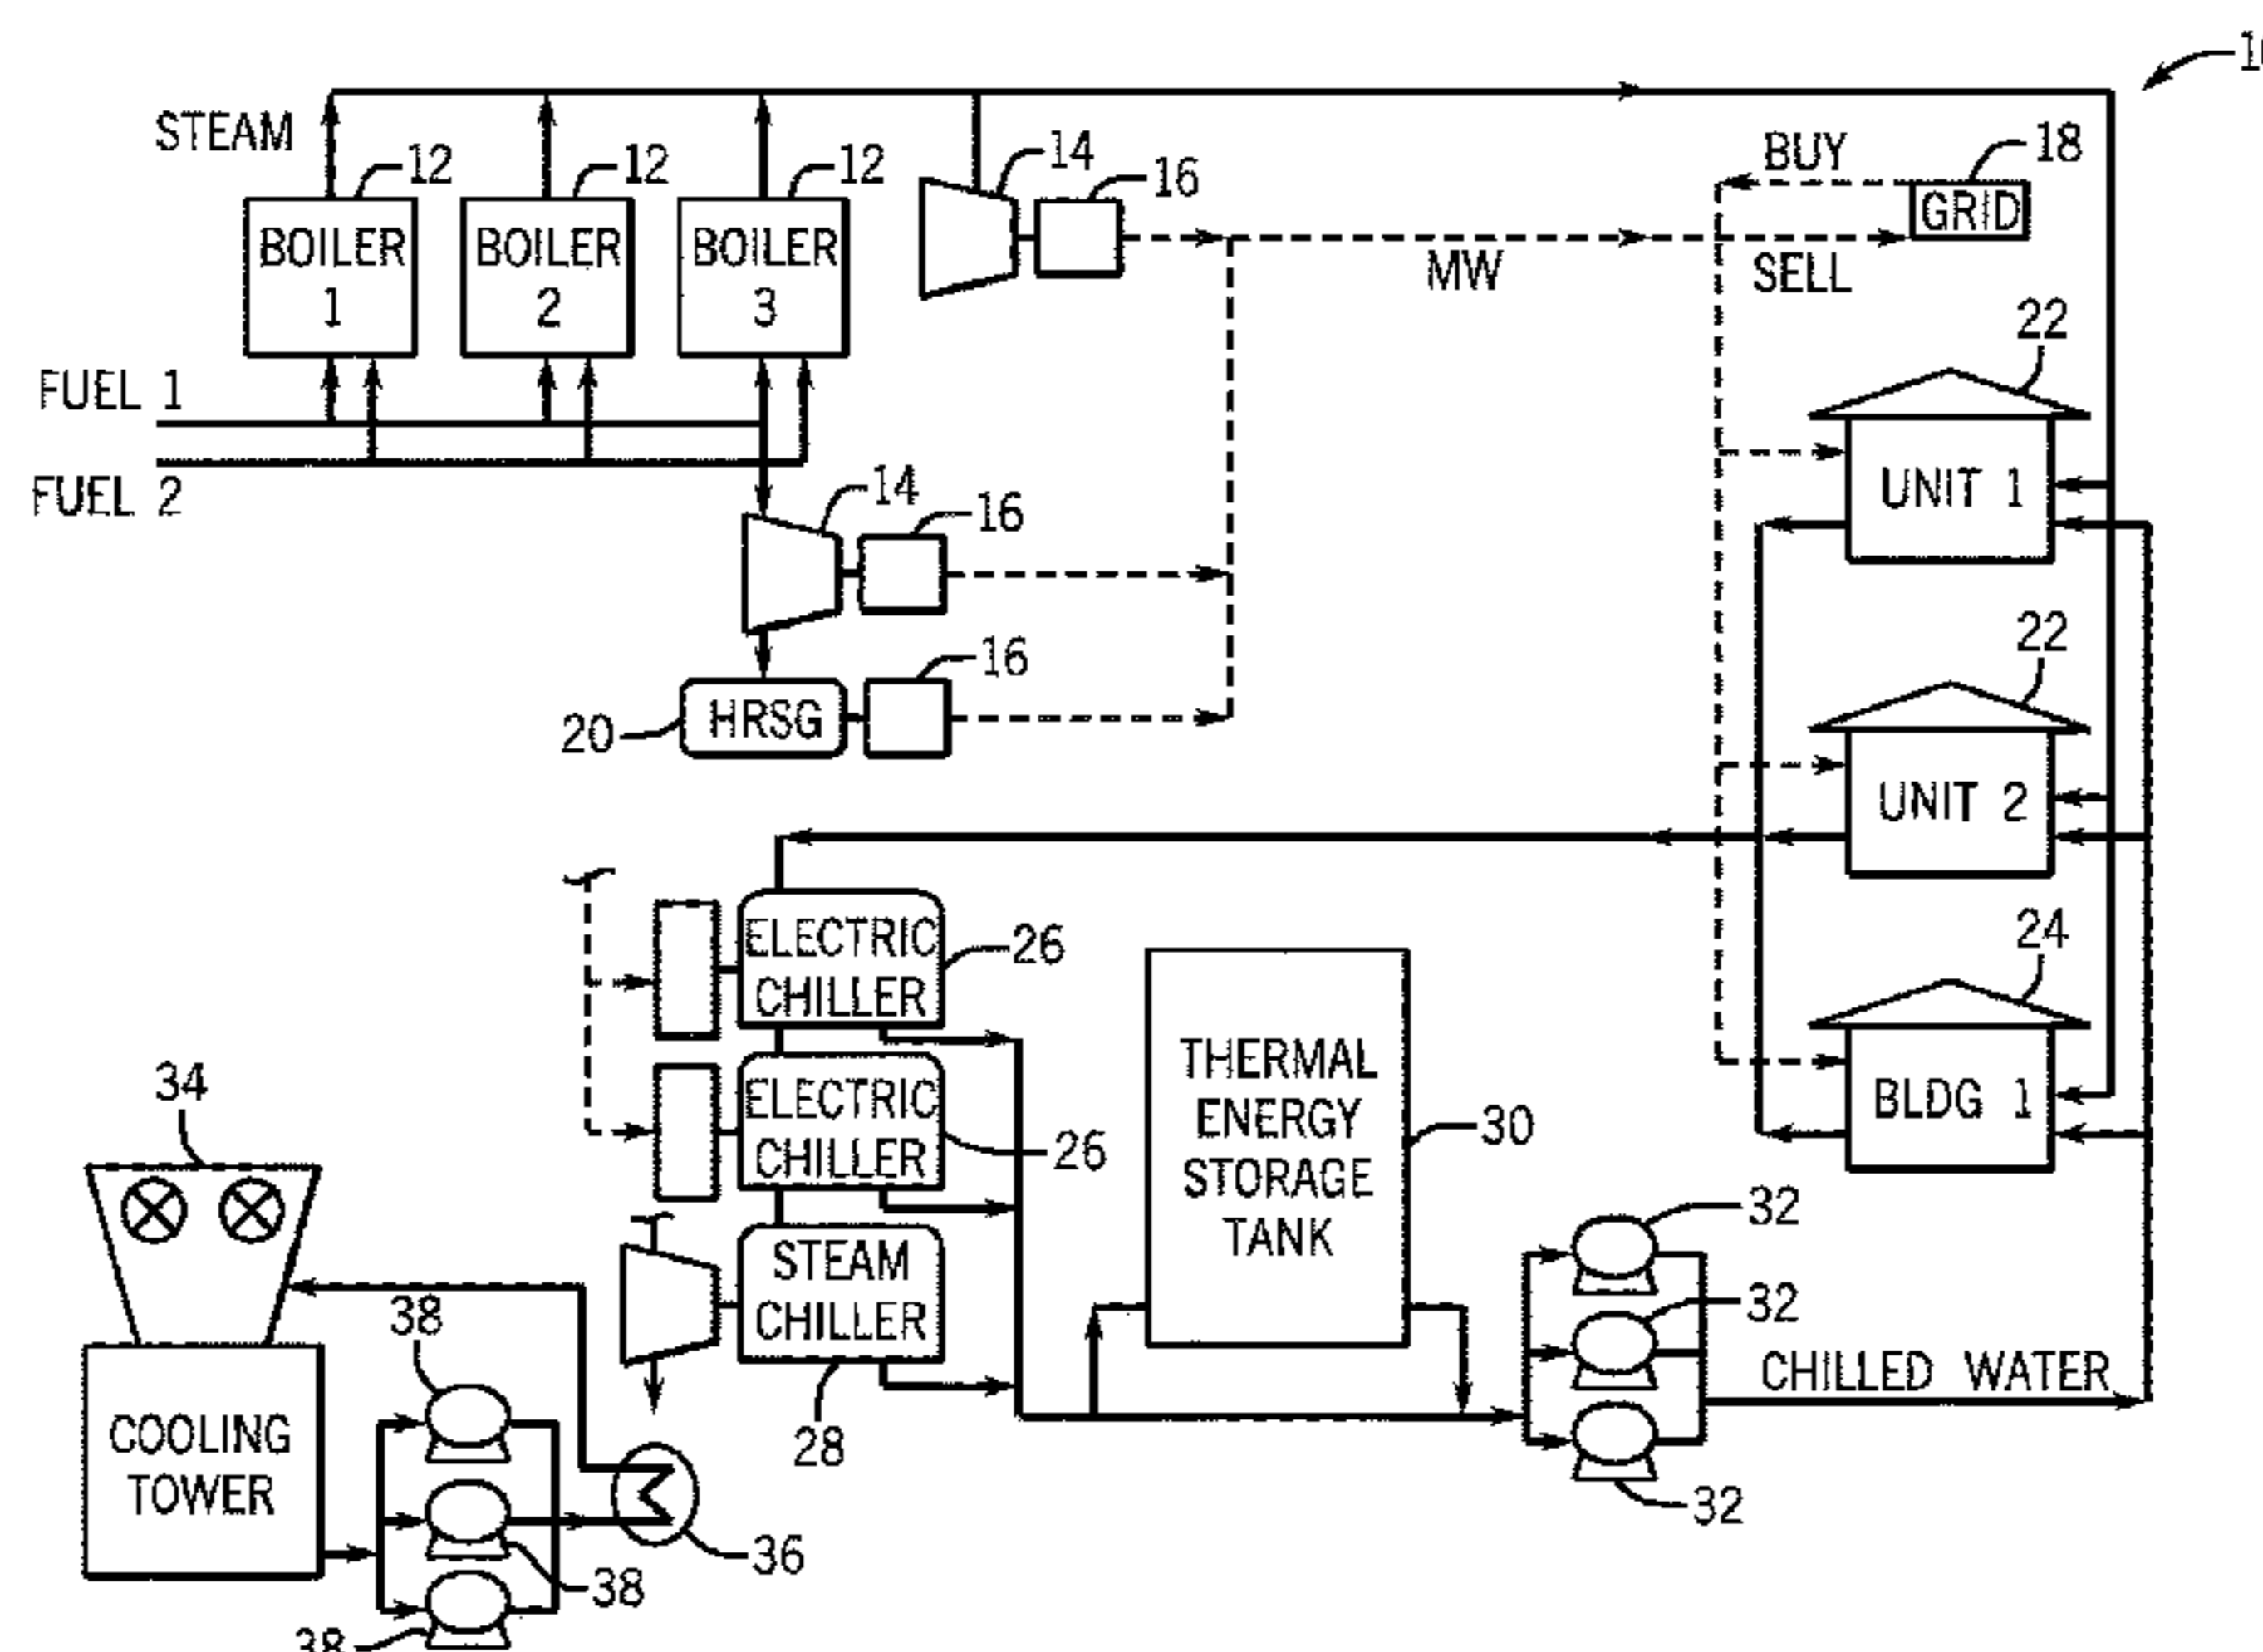 1
STEAM
12
12
12
14
16
BUY
18
GRID
BOILER
1
BOILER
2
BOILER
3
MW
SELL
22
FUEL 1
FUEL 2
14
16
UNIT 1
16
20
HRSG
22
UNIT 2
ELECTRIC
CHILLER
26
24
THERMAL
ENERGY
STORAGE
TANK
30
BLDG 1
34
ELECTRIC
CHILLER
26
32
STEAM
CHILLER
38
32
CHILLED WATER
COOLING
TOWER
28
32
36
38
38